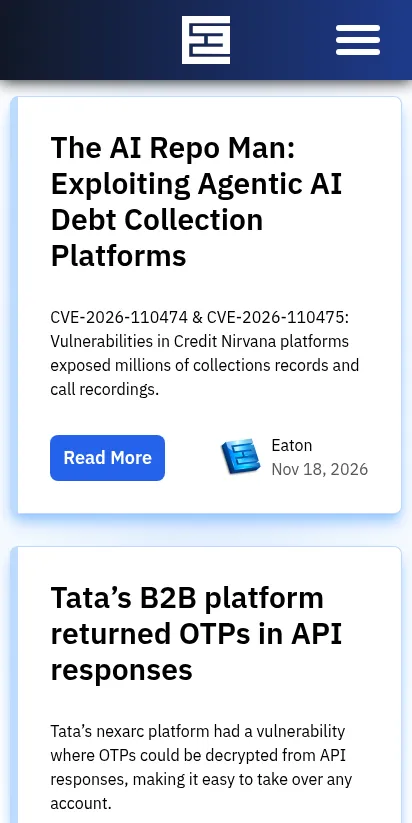 The AI Repo Man:
Exploiting Agentic AI
Debt Collection
Platforms
CVE-2026-110474 & CVE-2026-110475:
Vulnerabilities in Credit Nirvana platforms
exposed millions of collections records and
call recordings.
Read More
Eaton
Nov 18, 2026
Tata’s B2B platform
returned OTPs in API
responses
Tata’s nexarc platform had a vulnerability
where OTPs could be decrypted from API
responses, making it easy to take over any
account.